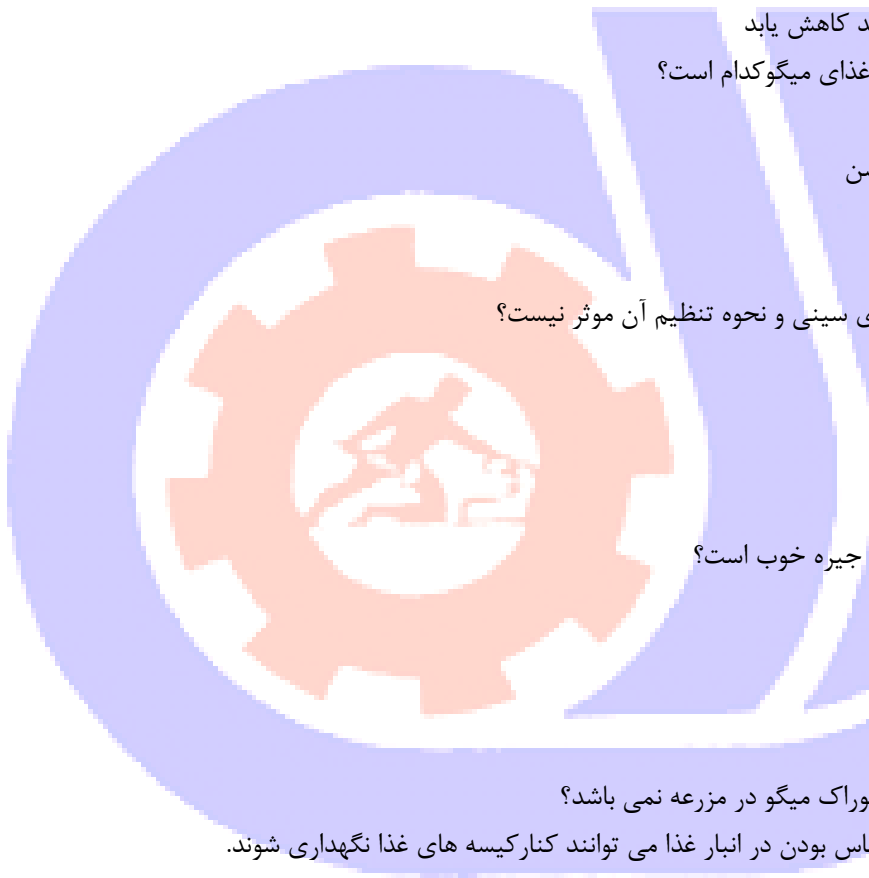 د کاهش یابد
غذای میگوکدام است؟
سن
ی سینی و نحوه تنظیم آن موثر نیست؟
جیره خوب است؟
وراک میگو در مزرعه نمی باشد؟
اس بودن در انبار غذا می توانند کنارکیسه های غذا نگهداری شوند.